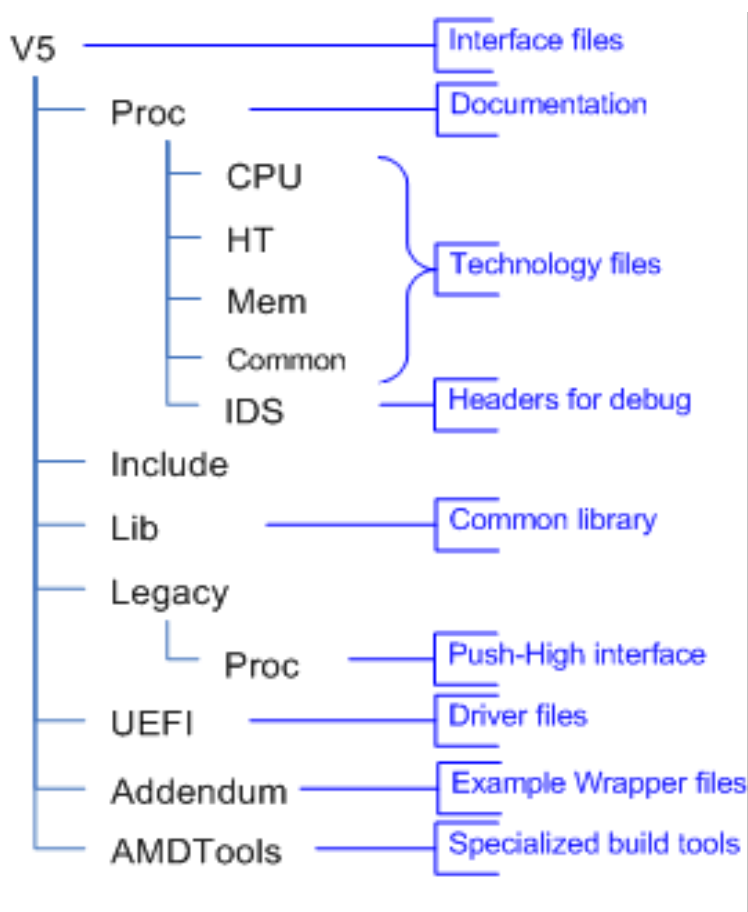 V5 Interface files
Proc Documentation
CPU
HT
Technology files
Mem
Common
IDS Headers for debug
Include
Lib Common library
Legacy
Proc Push-High interface
UEFI Driver files
Addendum Example Wrapper files
AMDTools Specialized build tools